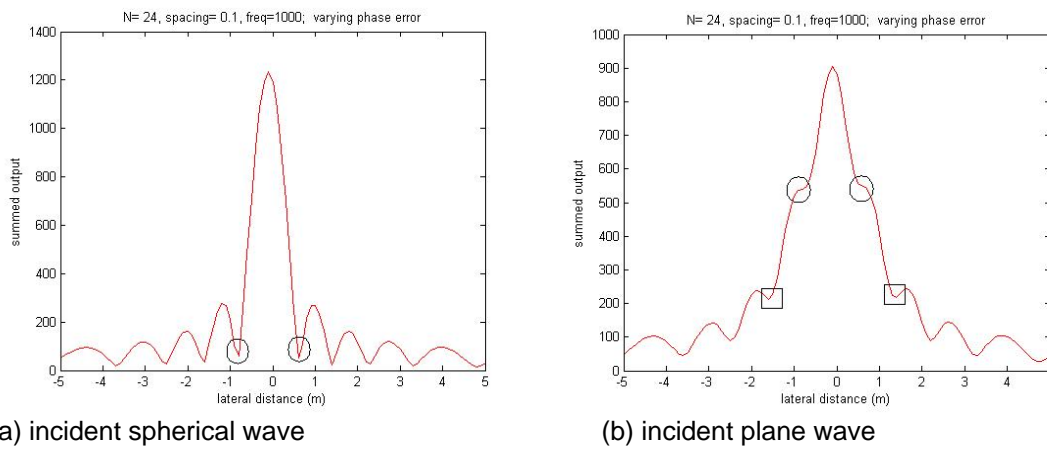 N= 24, spacing= 0.1, freq=1000;  varying phase error
1400
1200
1000
800
600
400
200
0
summed output
-5 -4 -3 -2 -1 0 1 2 3 4 5
lateral distance (m)
a) incident spherical wave
N= 24, spacing= 0.1, freq=1000;  varying phase error
1000
900
800
700
600
500
400
300
200
100
0
summed output
-5 -4 -3 -2 -1 0 1 2 3 4
lateral distance (m)
(b) incident plane wave